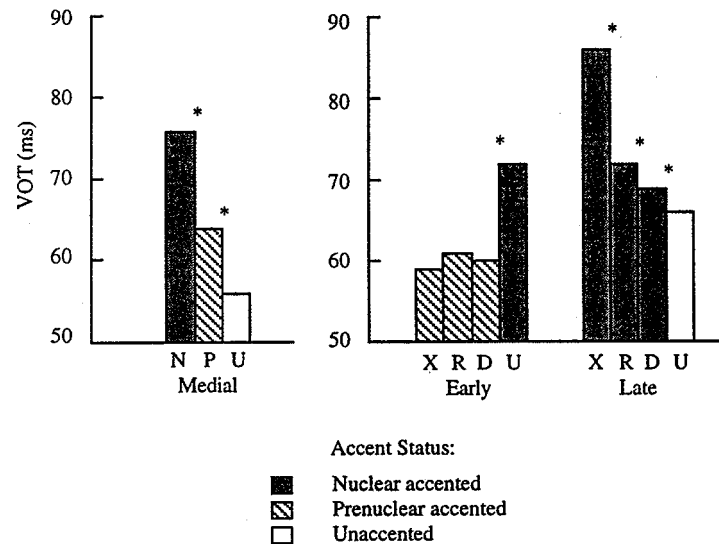 90
80
70
60
50
VOT (ms)
*
*
N P U
Medial
90
80
70
60
50
*
*
*
*
X R D U
Early
X R D U
Late
Accent Status:
Nuclear accented
Prenuclear accented
Unaccented